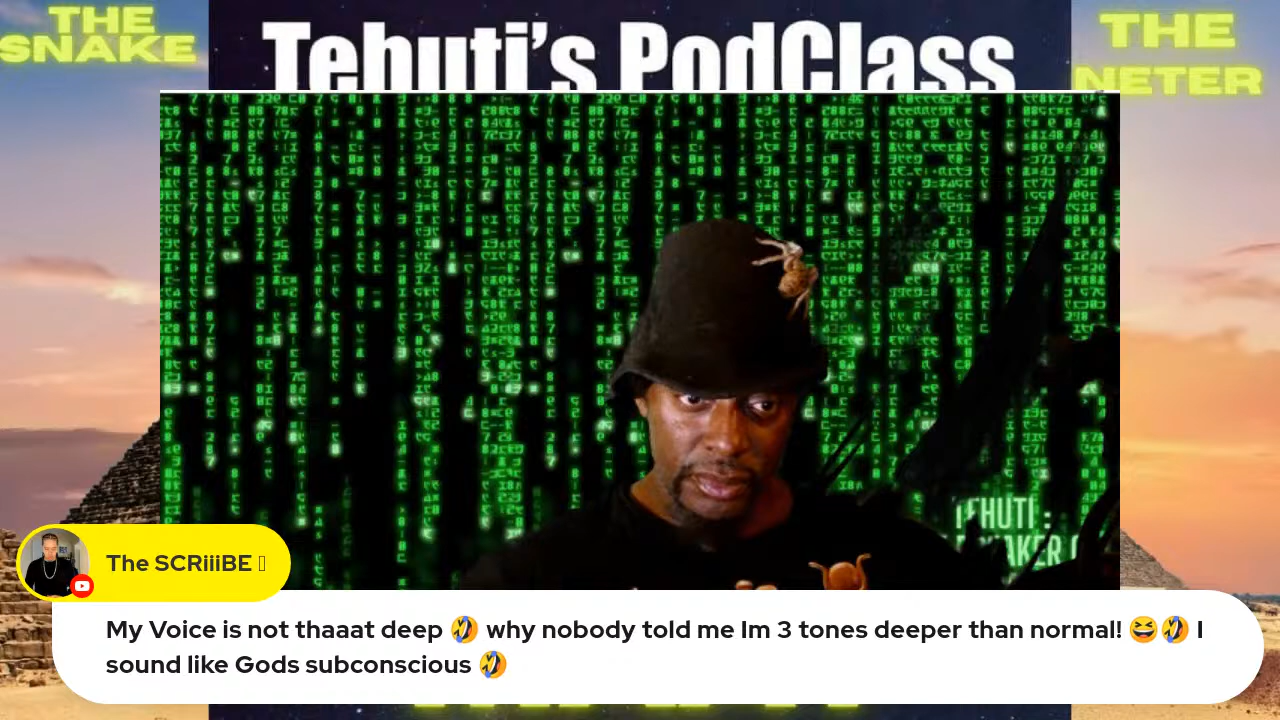 THE
SNAKE
Tehuti's PodClass
THE
NETER
TEHUTI :
The SCRiiiBE
My Voice is not thaaat deep 🤣 why nobody told me Im 3 tones deeper than normal! 😆🤣 I
sound like Gods subconscious 🤣